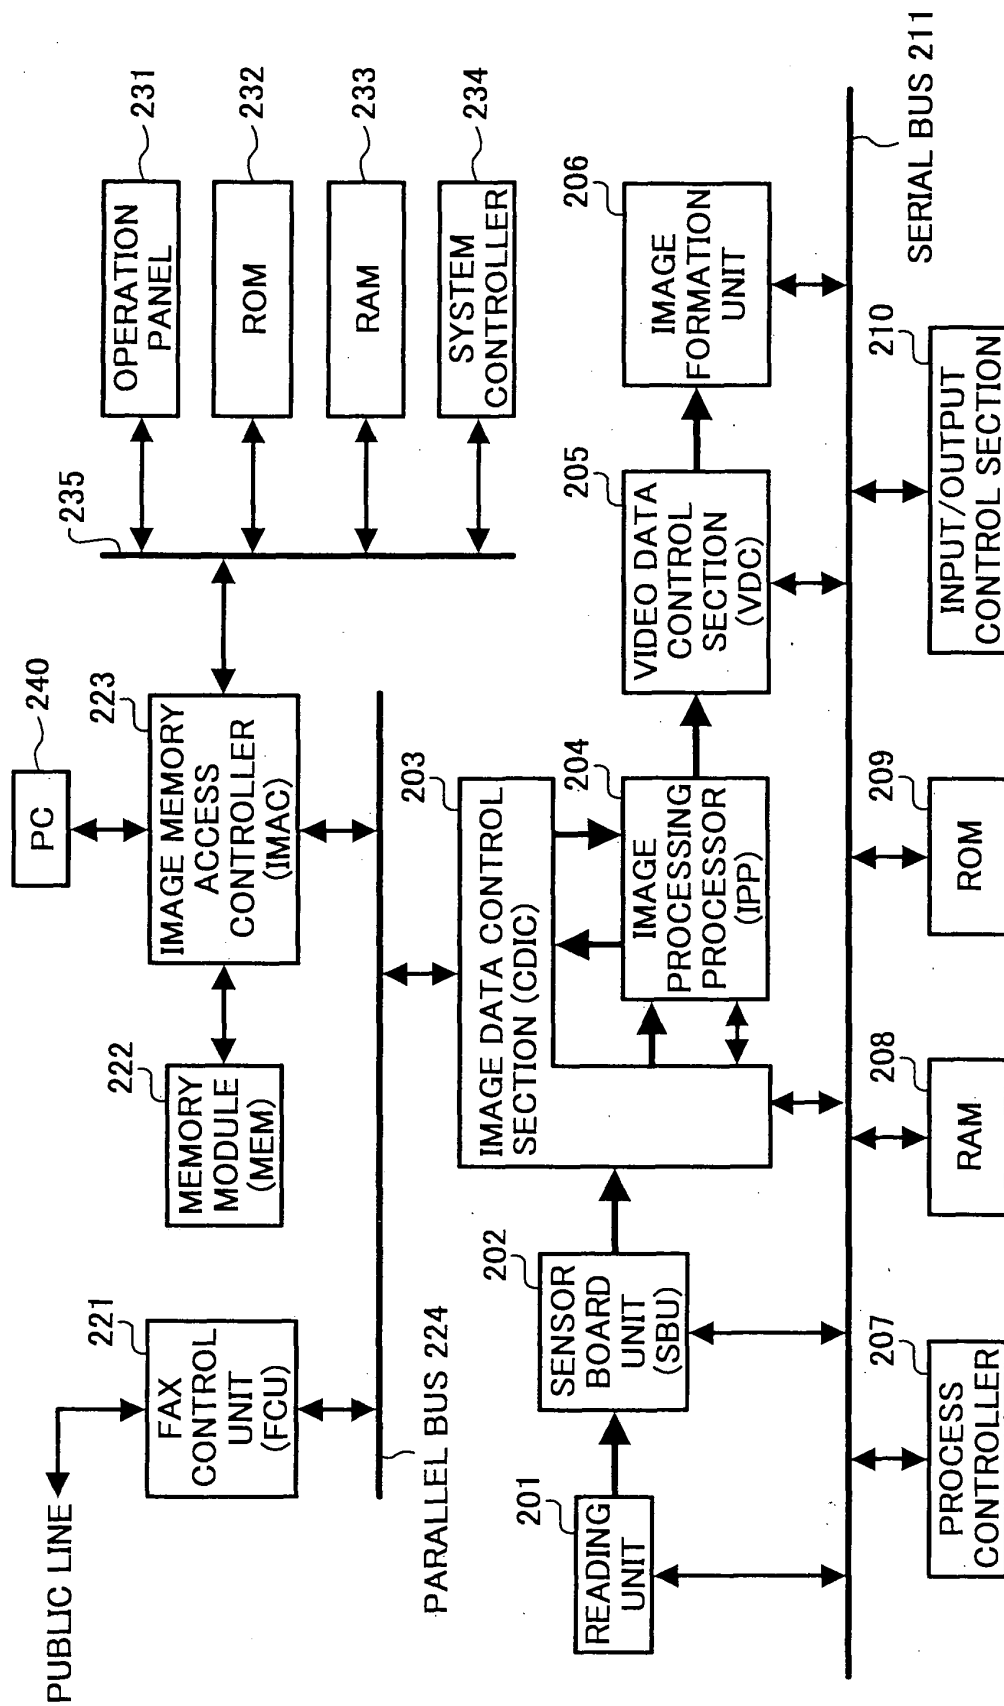 PUBLIC LINE
221
FAX
CONTROL
UNIT
(FCU)
222
MEMORY
MODULE
(MEM)
PC
240
223
IMAGE MEMORY
ACCESS
CONTROLLER
(IMAC)
235
OPERATION
PANEL
231
ROM
232
RAM
233
SYSTEM
CONTROLLER
234
PARALLEL BUS 224
201
READING
UNIT
202
SENSOR
BOARD
UNIT
(SBU)
203
IMAGE DATA CONTROL
SECTION (CDIC)
204
IMAGE
PROCESSING
PROCESSOR
(IPP)
205
VIDEO DATA
CONTROL
SECTION
(VDC)
206
IMAGE
FORMATION
UNIT
SERIAL BUS 211
207
PROCESS
CONTROLLER
208
RAM
209
ROM
210
INPUT/OUTPUT
CONTROL SECTION